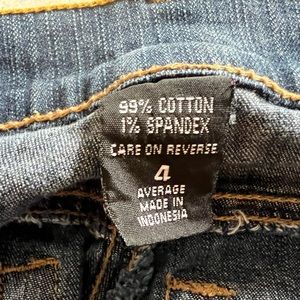 99% COTTON
1% SPANDEX
CARE ON REVERSE
4
AVERAGE
MADE IN
INDONESIA